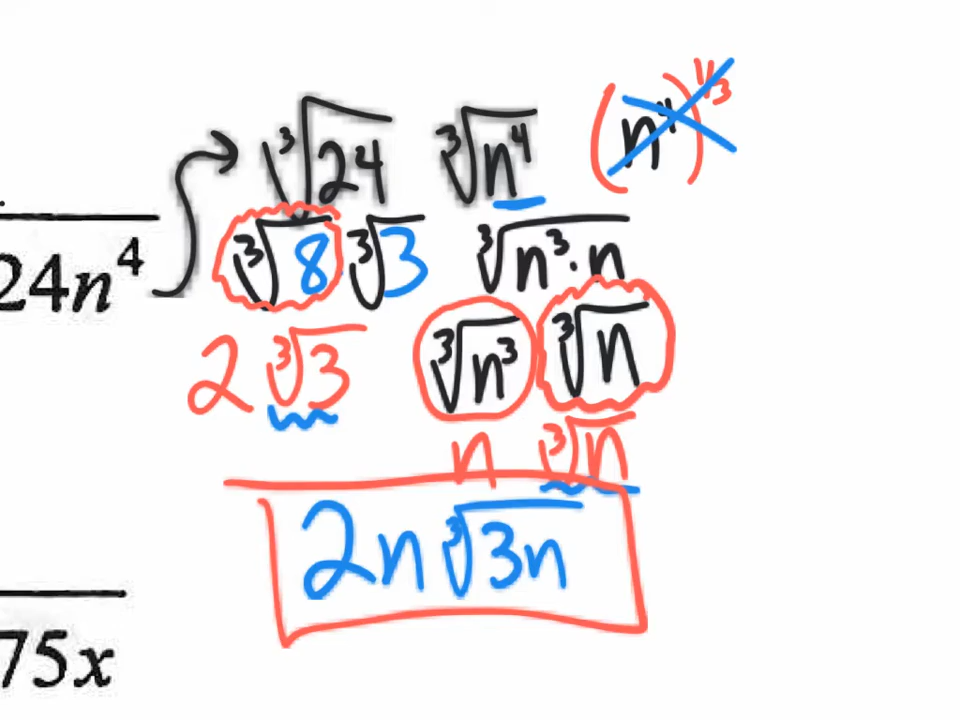 ∛24 ∛n⁴ (n⁴)^1/3
24n⁴ ∛8 ∛3 ∛n³·n
2 ∛3 ∛n³ ∛n
n ∛n
2n ∛3n
75x